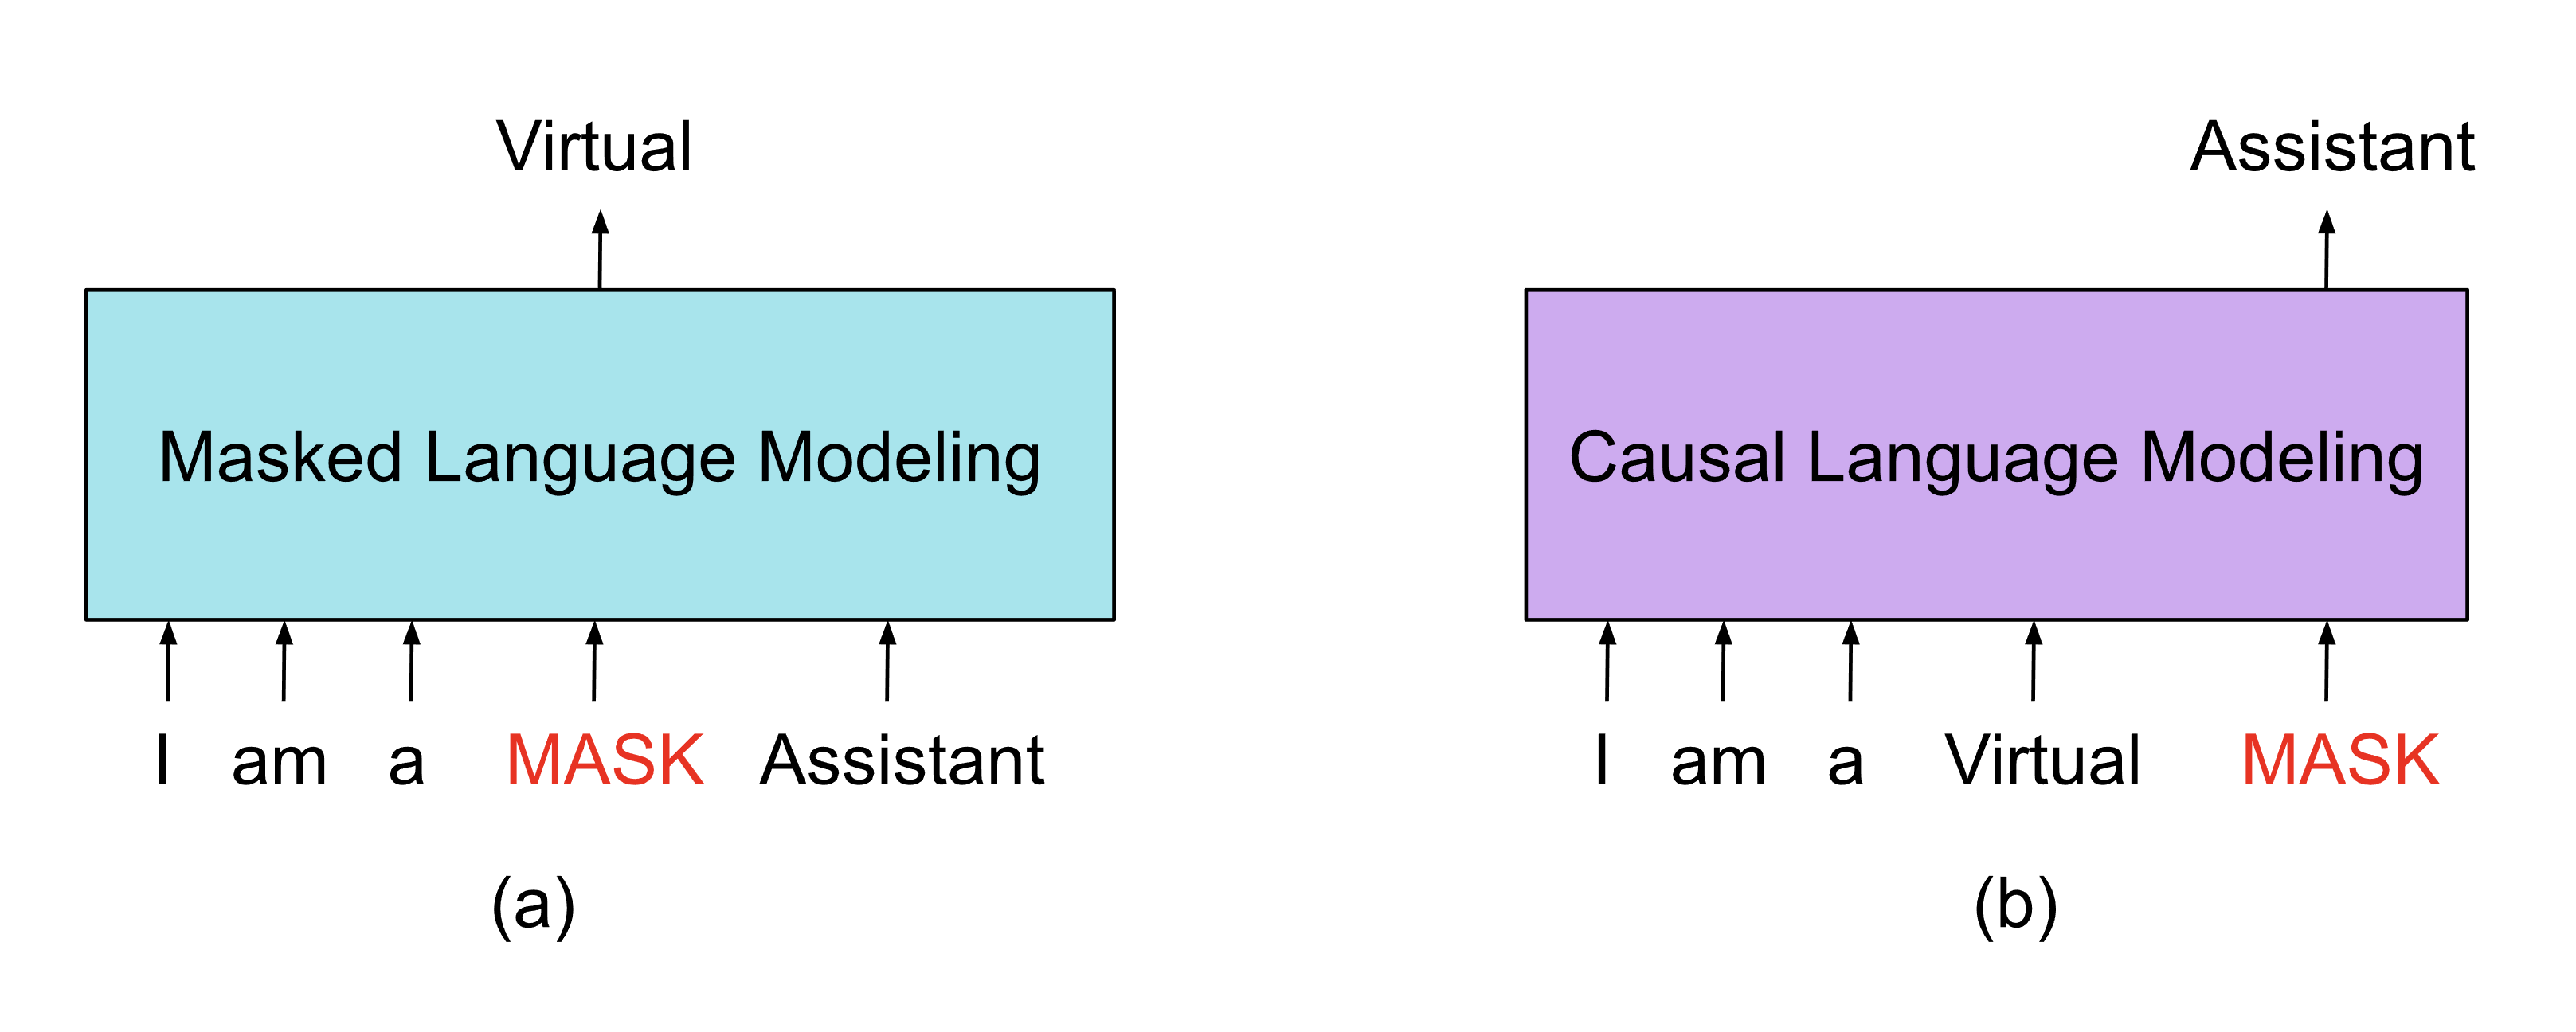 Virtual
Masked Language Modeling
I am a MASK Assistant
(a)
Assistant
Causal Language Modeling
I am a Virtual MASK
(b)